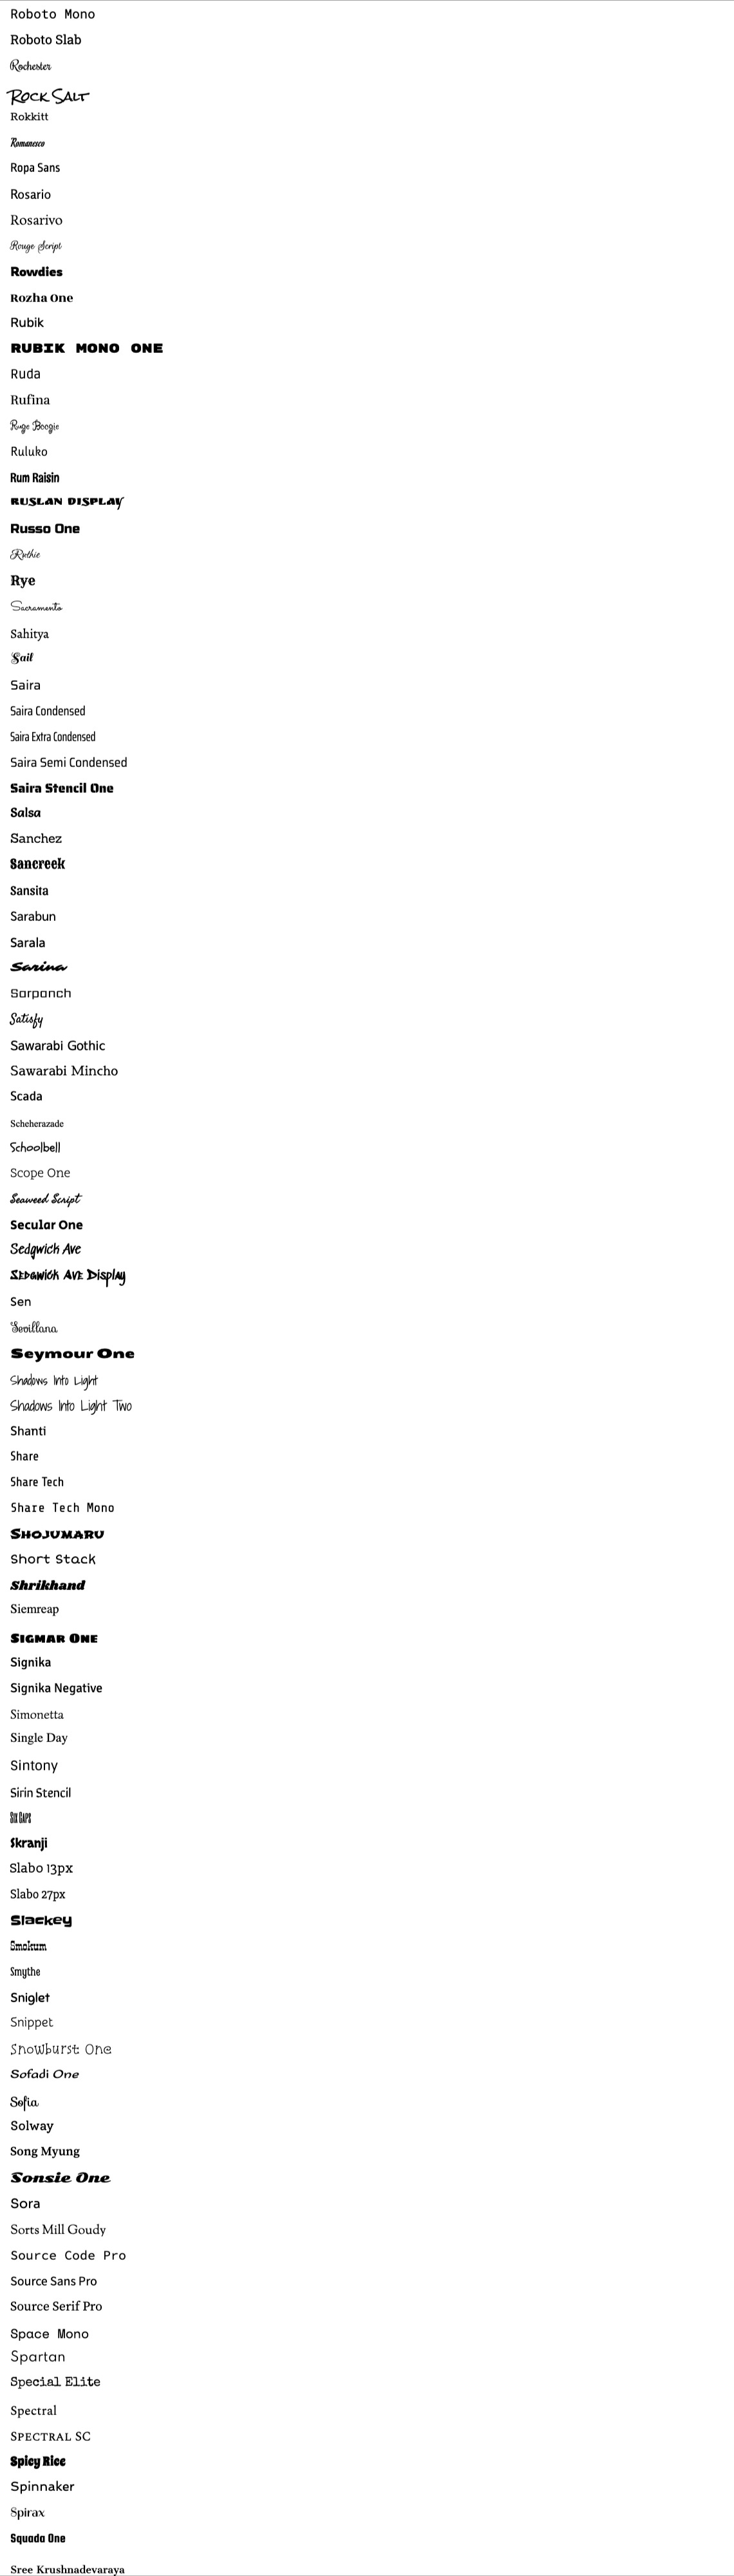 Roboto Mono
Roboto Slab
Rochester
Rock Salt
Rokkitt
Romanesco
Ropa Sans
Rosario
Rosarivo
Rouge Script
Rowdies
Rozha One
Rubik
RUBIK MONO ONE
Ruda
Rufina
Ruge Boogie
Ruluko
Rum Raisin
Ruslan Display
Russo One
Ruthie
Rye
Sacramento
Sahitya
Sail
Saira
Saira Condensed
Saira Extra Condensed
Saira Semi Condensed
Saira Stencil One
Salsa
Sanchez
Sancreek
Sansita
Sarabun
Sarala
Sarina
Sarpanch
Satisfy
Sawarabi Gothic
Sawarabi Mincho
Scada
Scheherazade
Schoolbell
Scope One
Seaweed Script
Secular One
Sedgwick Ave
Sedgwick Ave Display
Sen
Sevillana
Seymour One
Shadows Into Light
Shadows Into Light Two
Shanti
Share
Share Tech
Share Tech Mono
Shojumaru
Short Stack
Shrikhand
Siemreap
Sigmar One
Signika
Signika Negative
Simonetta
Single Day
Sintony
Sirin Stencil
Six Caps
Skranji
Slabo 13px
Slabo 27px
Slackey
Smokum
Smythe
Sniglet
Snippet
Snowburst One
Sofadi One
Sofia
Solway
Song Myung
Sonsie One
Sora
Sorts Mill Goudy
Source Code Pro
Source Sans Pro
Source Serif Pro
Space Mono
Spartan
Special Elite
Spectral
Spectral SC
Spicy Rice
Spinnaker
Spirax
Squada One
Sree Krushnadevaraya